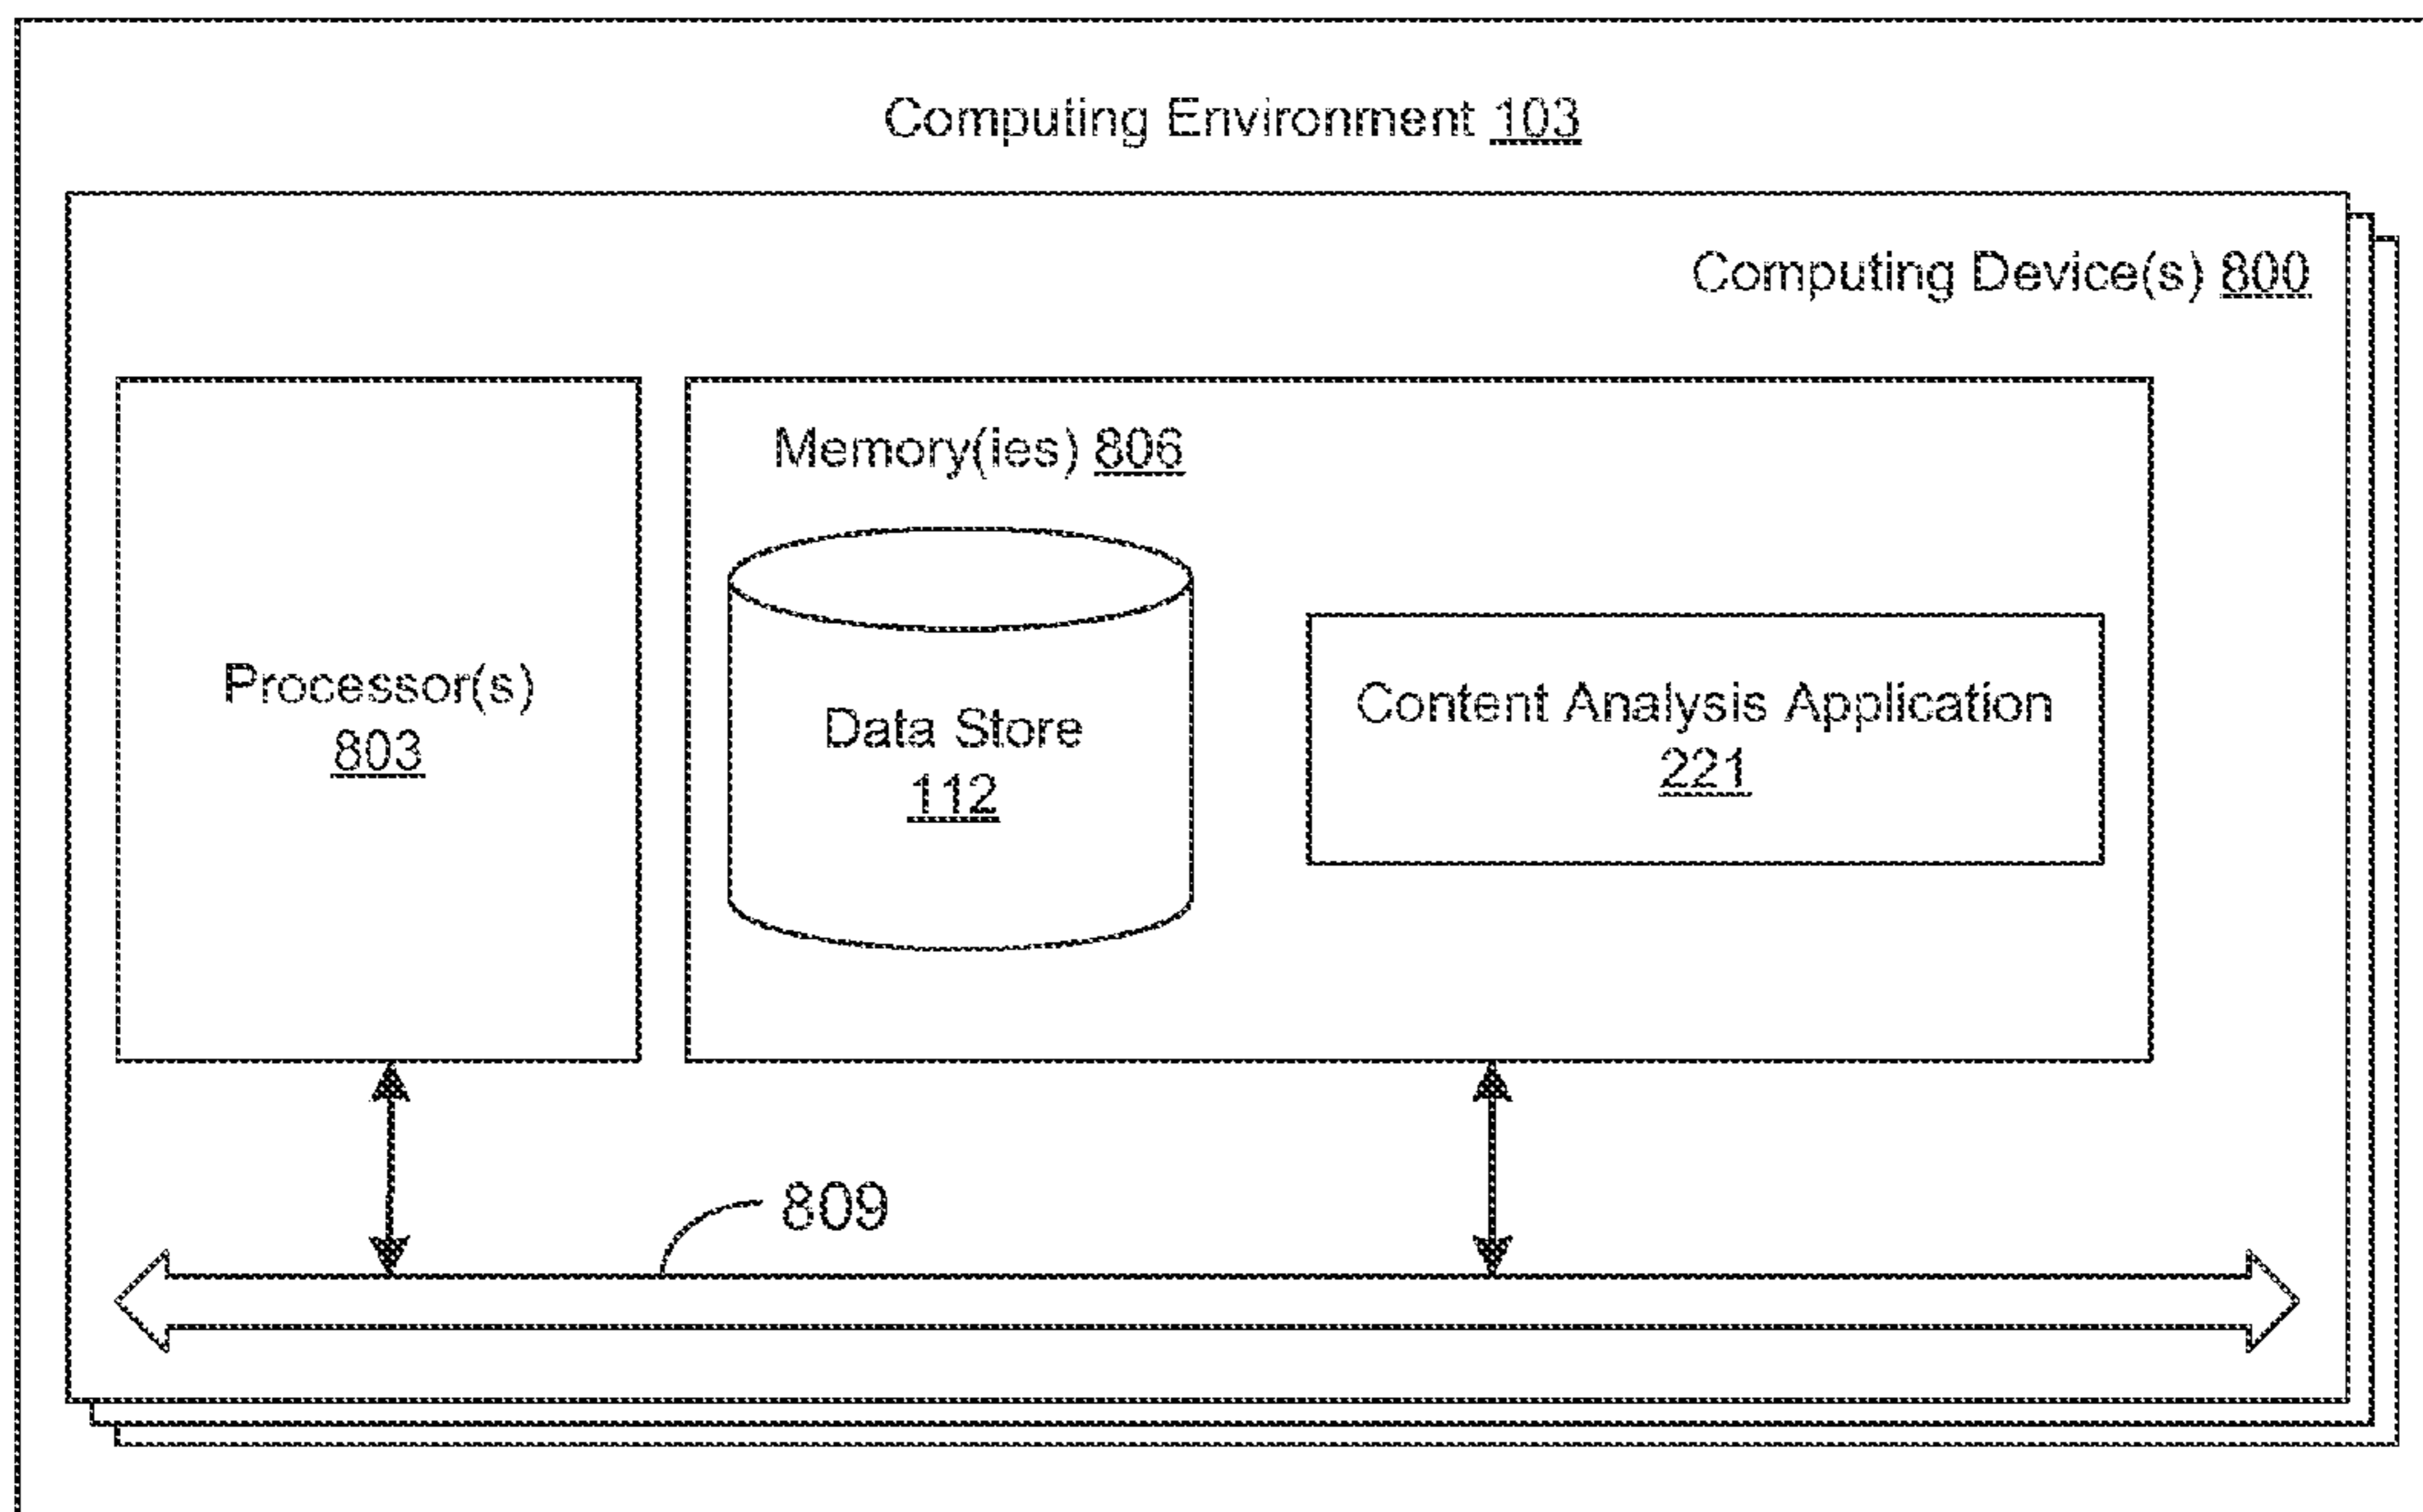 Computing Environment 103
Computing Device(s) 800
Memory(ies) 806
Processor(s)
803
Data Store
112
Content Analysis Application
221
809